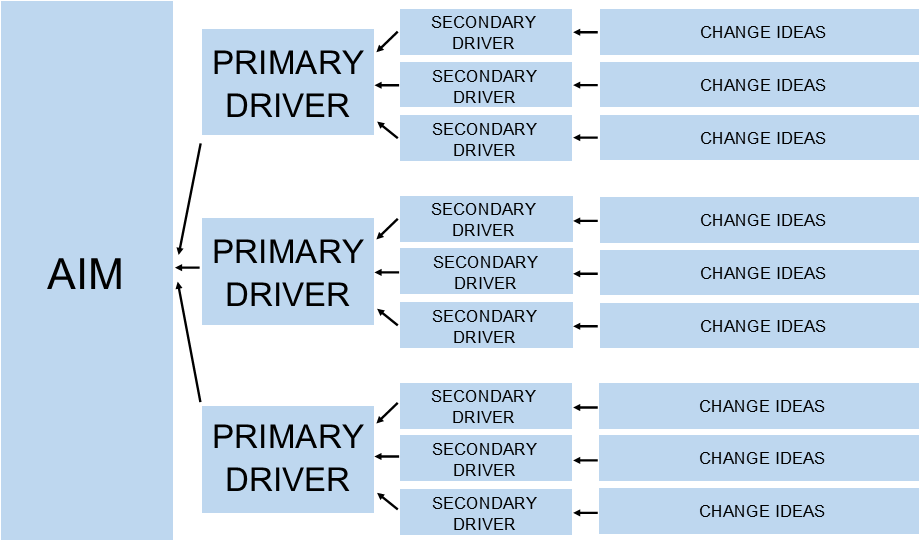 AIM
PRIMARY
DRIVER
SECONDARY
DRIVER
CHANGE IDEAS
SECONDARY
DRIVER
CHANGE IDEAS
SECONDARY
DRIVER
CHANGE IDEAS
PRIMARY
DRIVER
SECONDARY
DRIVER
CHANGE IDEAS
SECONDARY
DRIVER
CHANGE IDEAS
SECONDARY
DRIVER
CHANGE IDEAS
PRIMARY
DRIVER
SECONDARY
DRIVER
CHANGE IDEAS
SECONDARY
DRIVER
CHANGE IDEAS
SECONDARY
DRIVER
CHANGE IDEAS